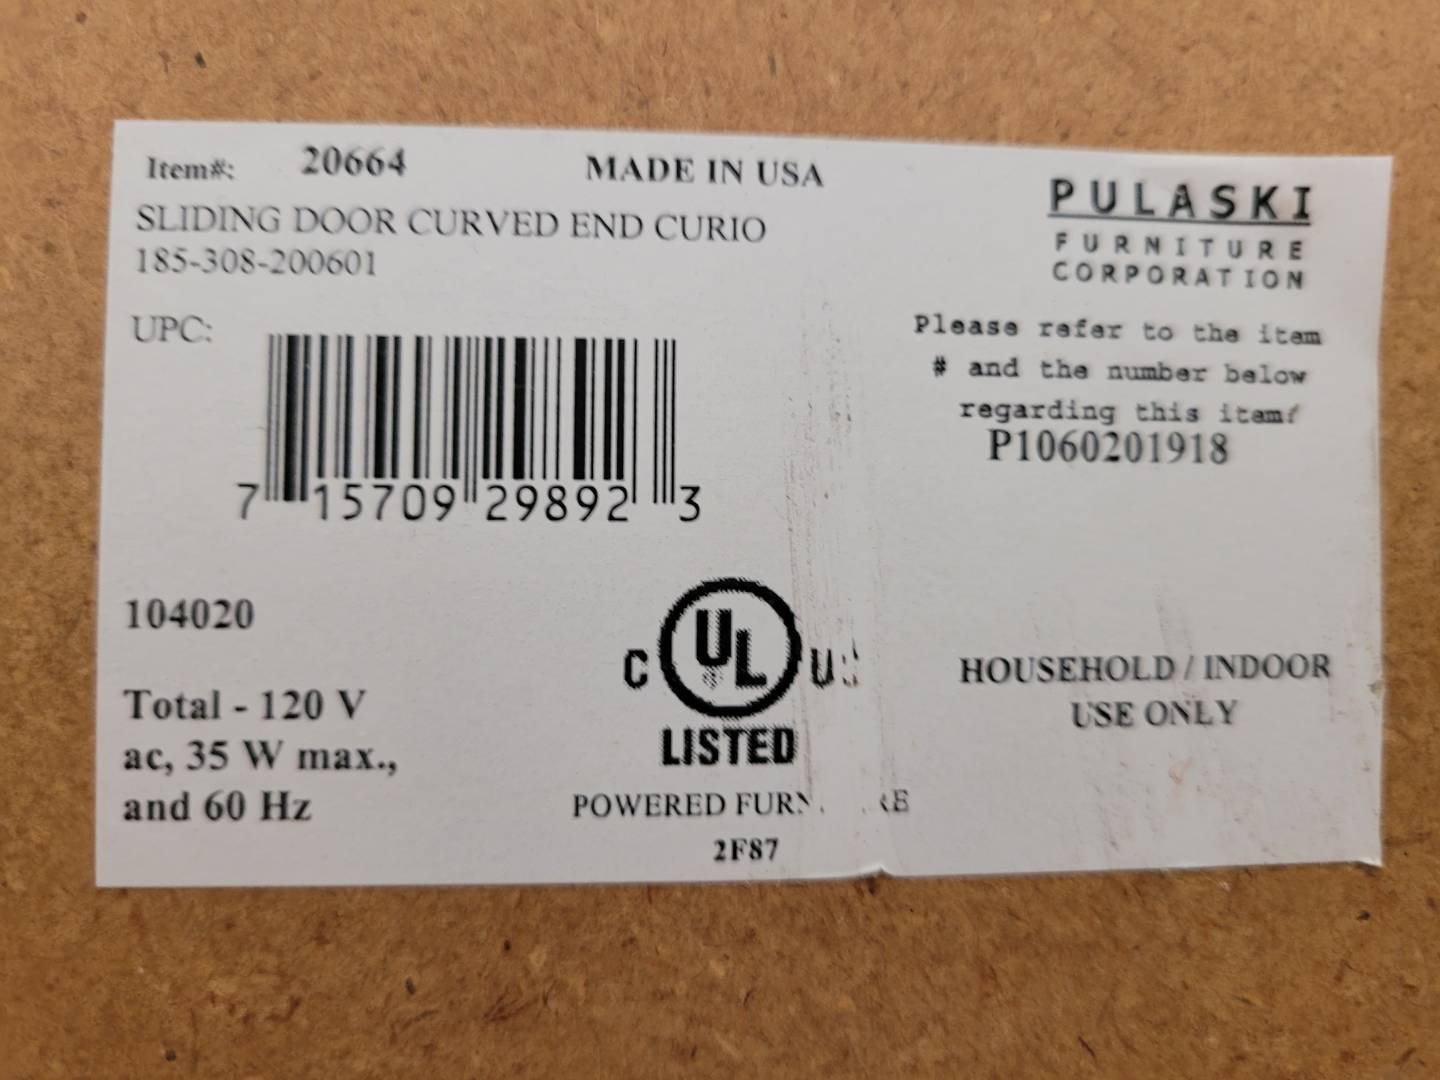 Item#: 20664 MADE IN USA
SLIDING DOOR CURVED END CURIO
185-308-200601
UPC:
7 15709 29892 3
PULASKI
FURNITURE
CORPORATION
Please refer to the item
# and the number below
regarding this item
P1060201918
104020
Total - 120 V
ac, 35 W max.,
and 60 Hz
C UL
LISTED
POWERED
2F87
HOUSEHOLD / INDOOR
USE ONLY